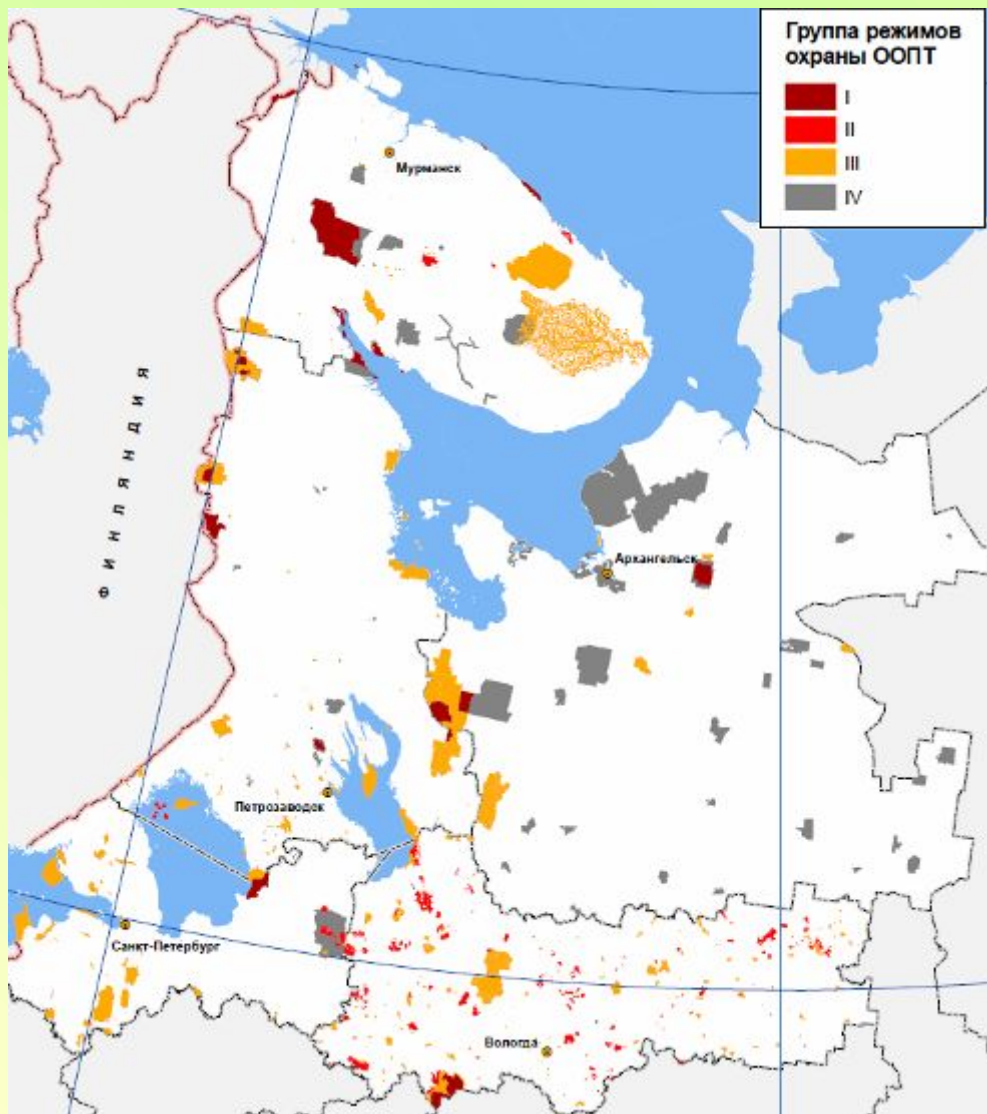 Группа режимов
охраны ООПТ
I
II
III
IV
Мурманск
ФИНЛЯНДИЯ
Архангельск
Петрозаводск
Санкт-Петербург
Вологда